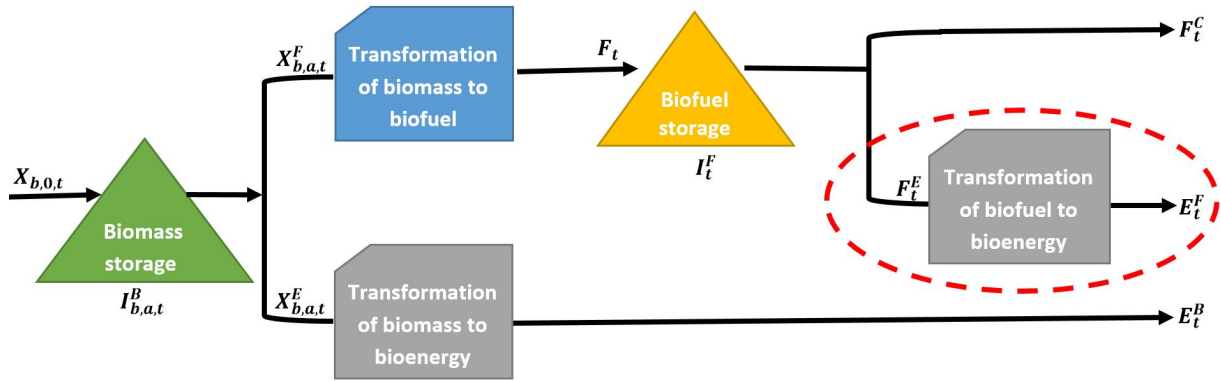 X_{b,0,t}
Biomass
storage
I^B_{b,a,t}
X^F_{b,a,t}
Transformation
of biomass to
biofuel
F_t
Biofuel
storage
I^F_t
F^C_t
F^E_t
Transformation
of biofuel to
bioenergy
E^F_t
X^E_{b,a,t}
Transformation
of biomass to
bioenergy
E^B_t